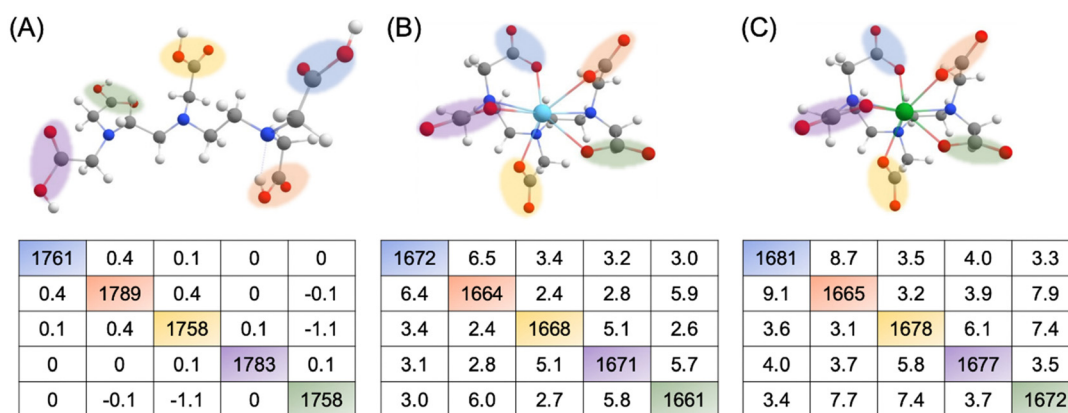 (A) (B) (C)
1761 0.4 0.1 0 0 1672 6.5 3.4 3.2 3.0 1681 8.7 3.5 4.0 3.3
0.4 1789 0.4 0 -0.1 6.4 1664 2.4 2.8 5.9 9.1 1665 3.2 3.9 7.9
0.1 0.4 1758 0.1 -1.1 3.4 2.4 1668 5.1 2.6 3.6 3.1 1678 6.1 7.4
0 0 0.1 1783 0.1 3.1 2.8 5.1 1671 5.7 4.0 3.7 5.8 1677 3.5
0 -0.1 -1.1 0 1758 3.0 6.0 2.7 5.8 1661 3.4 7.7 7.4 3.7 1672